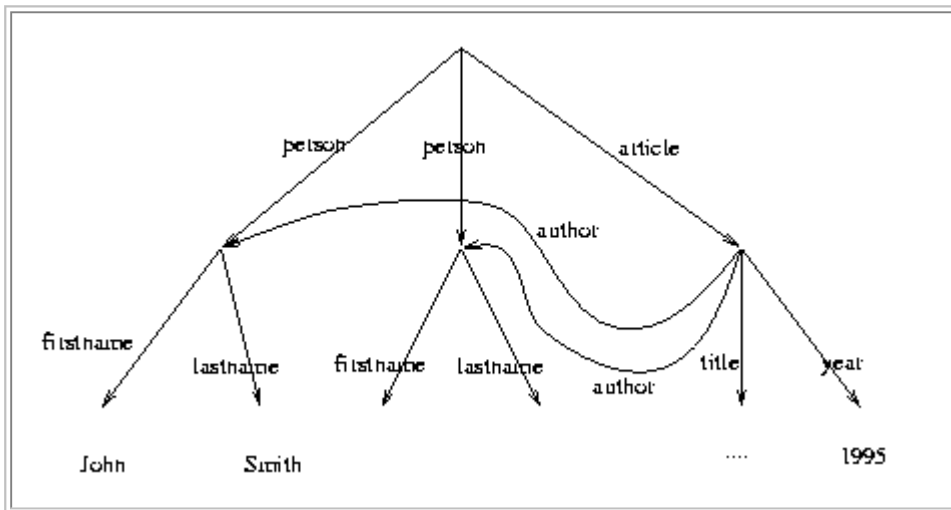 person person article
author
firstname lastname firstname lastname author title year
John Smith .... 1995